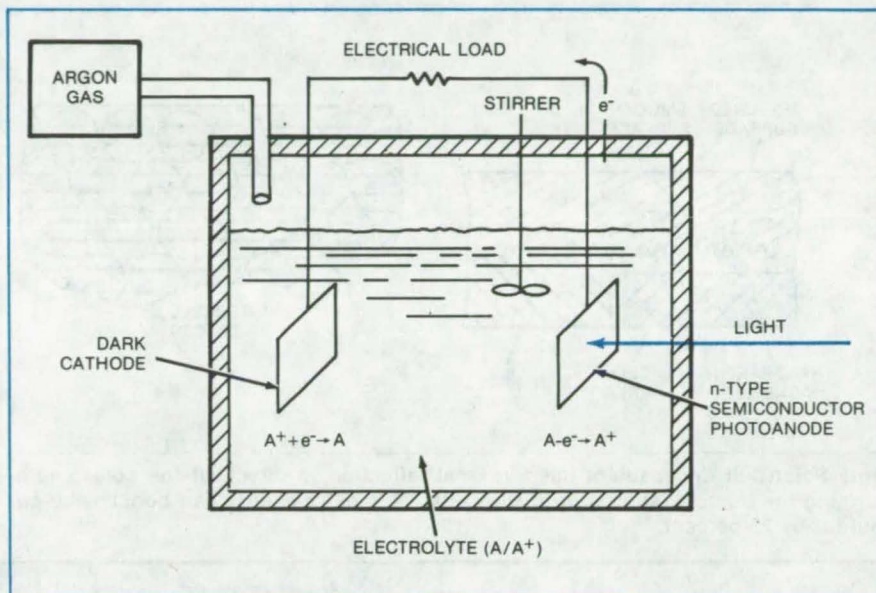 ELECTRICAL LOAD
ARGON
GAS
STIRRER
e⁻
DARK
CATHODE
LIGHT
n-TYPE
SEMICONDUCTOR
PHOTOANODE
A⁺ + e⁻ → A
A-e⁻ → A⁺
ELECTROLYTE (A/A⁺)